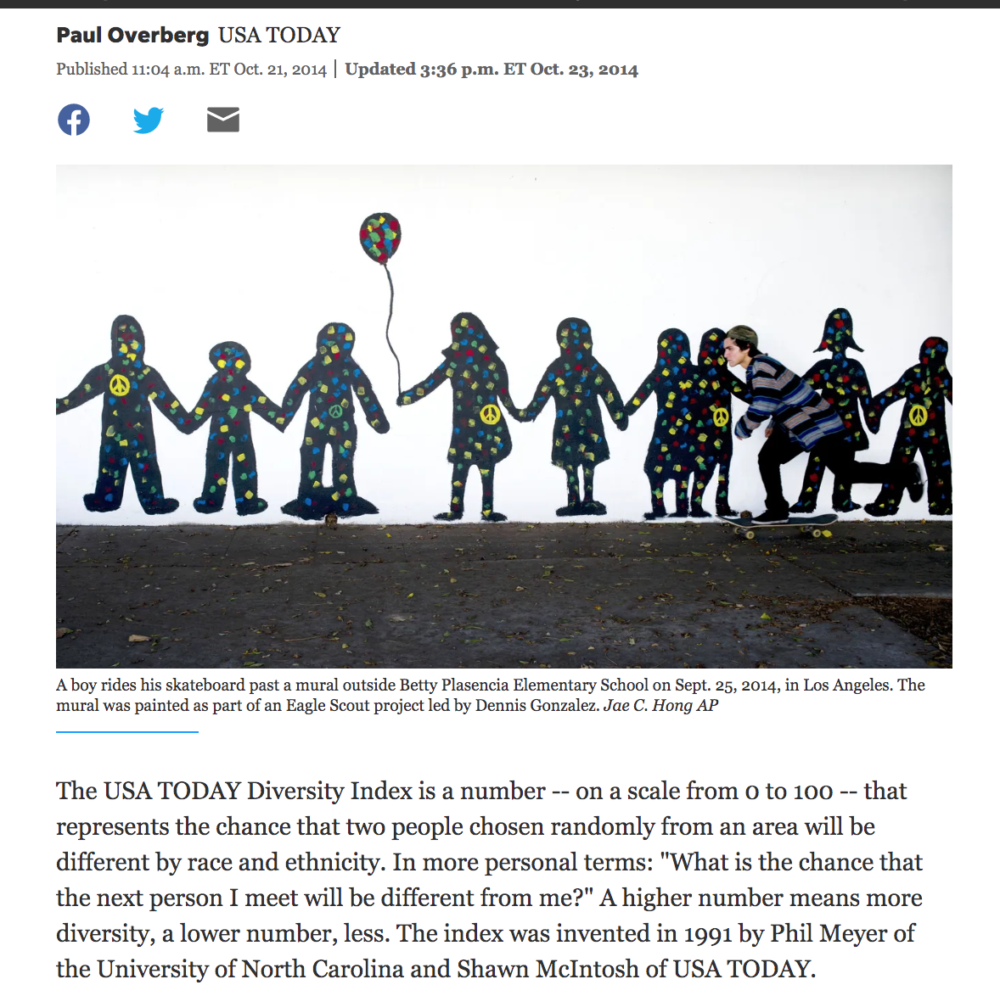 Paul Overberg USA TODAY
Published 11:04 a.m. ET Oct. 21, 2014 | Updated 3:36 p.m. ET Oct. 23, 2014
A boy rides his skateboard past a mural outside Betty Plasencia Elementary School on Sept. 25, 2014, in Los Angeles. The
mural was painted as part of an Eagle Scout project led by Dennis Gonzalez. Jae C. Hong AP
The USA TODAY Diversity Index is a number -- on a scale from 0 to 100 -- that
represents the chance that two people chosen randomly from an area will be
different by race and ethnicity. In more personal terms: "What is the chance that
the next person I meet will be different from me?" A higher number means more
diversity, a lower number, less. The index was invented in 1991 by Phil Meyer of
the University of North Carolina and Shawn McIntosh of USA TODAY.